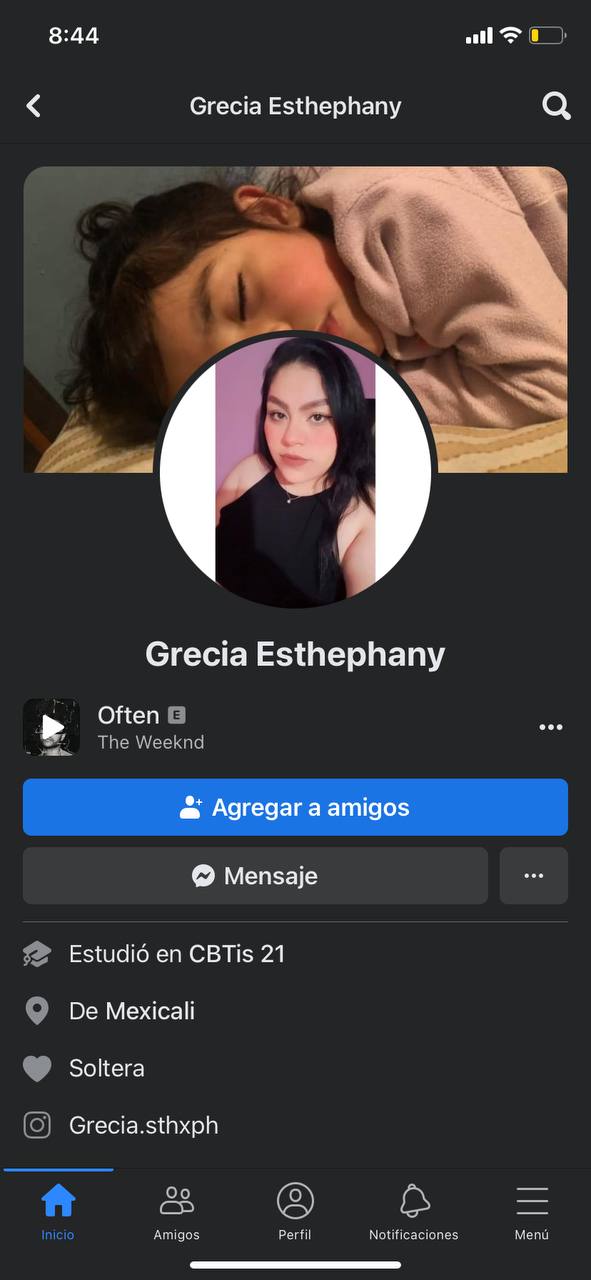 8:44
Grecia Esthephany
Grecia Esthephany
Often E
The Weeknd
Agregar a amigos
Mensaje
Estudió en CBTis 21
De Mexicali
Soltera
Grecia.sthxph
Inicio
Amigos
Perfil
Notificaciones
Menú